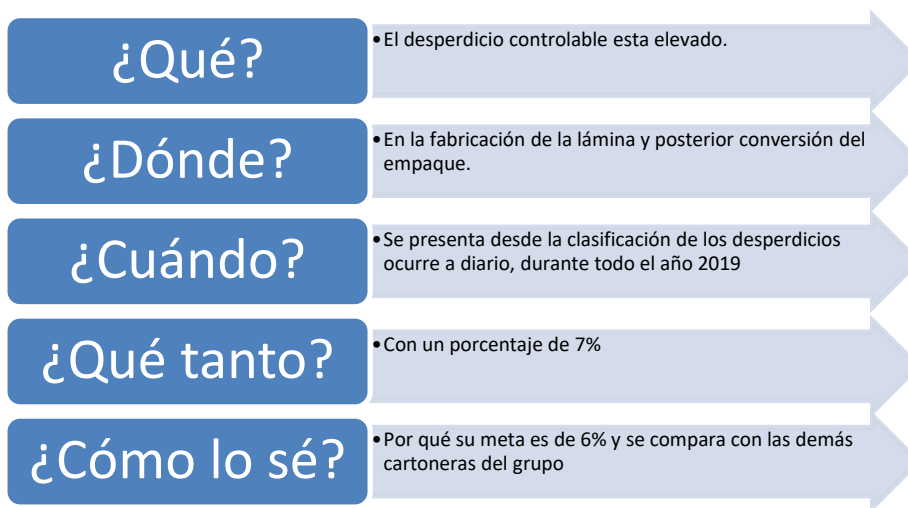 ¿Qué?
•El desperdicio controlable esta elevado.
¿Dónde?
•En la fabricación de la lámina y posterior conversión del
empaque.
¿Cuándo?
•Se presenta desde la clasificación de los desperdicios
ocurre a diario, durante todo el año 2019
¿Qué tanto?
•Con un porcentaje de 7%
¿Cómo lo sé?
•Por qué su meta es de 6% y se compara con las demás
cartoneras del grupo